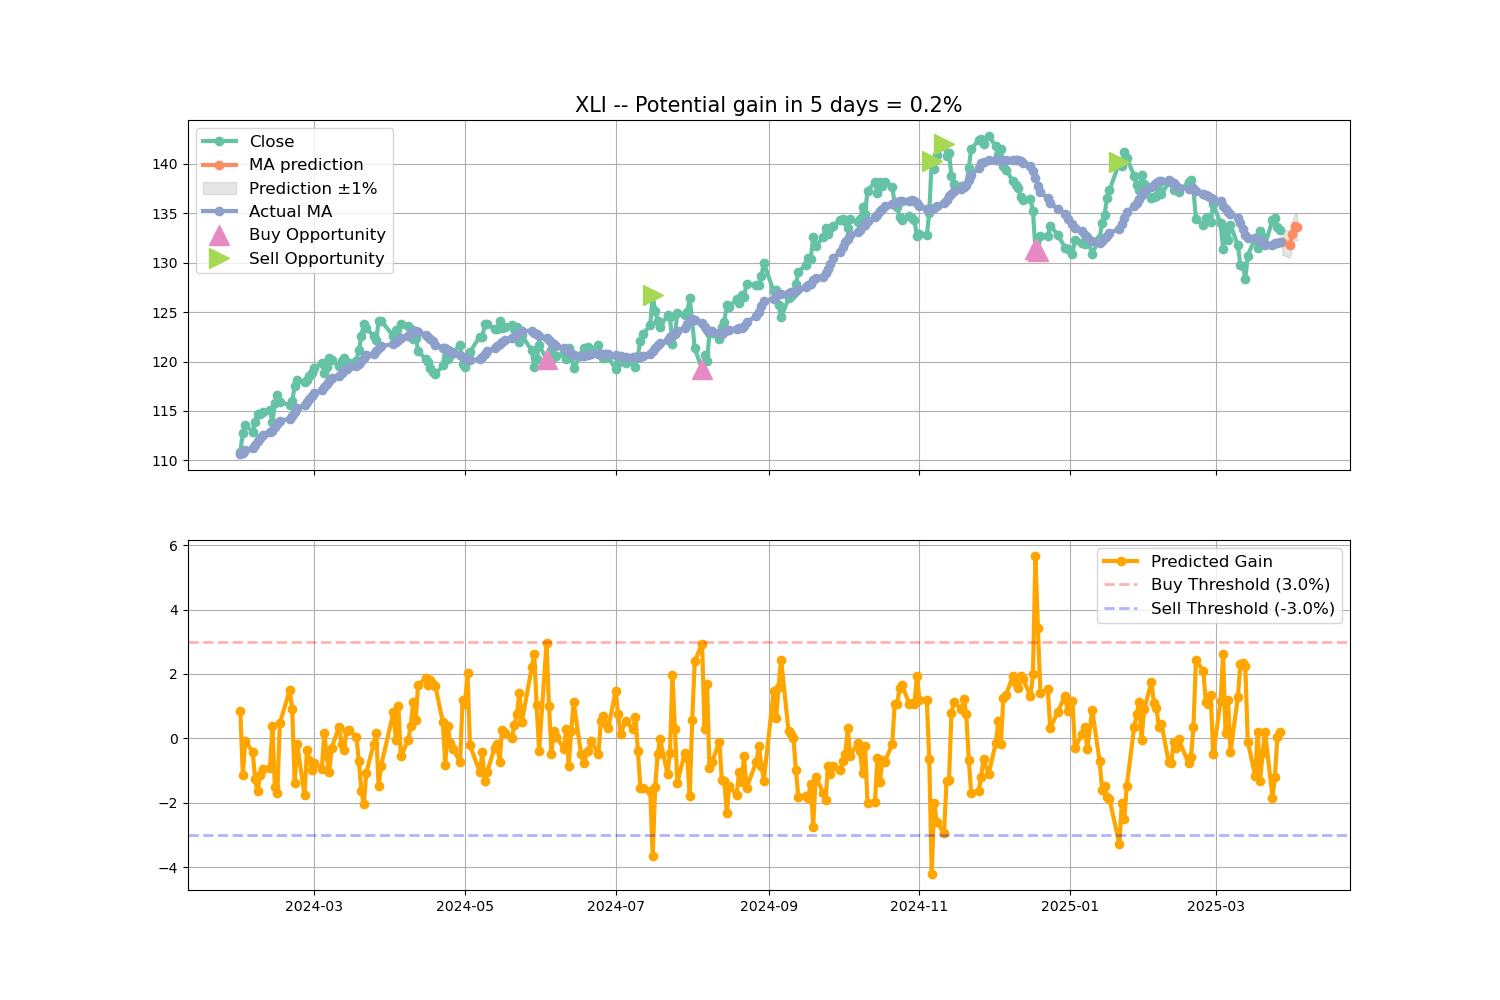 XLI -- Potential gain in 5 days = 0.2%
Close
MA prediction
Prediction ±1%
Actual MA
Buy Opportunity
Sell Opportunity
140
135
130
125
120
115
110
6
4
2
0
−2
−4
Predicted Gain
Buy Threshold (3.0%)
Sell Threshold (-3.0%)
2024-03
2024-05
2024-07
2024-09
2024-11
2025-01
2025-03